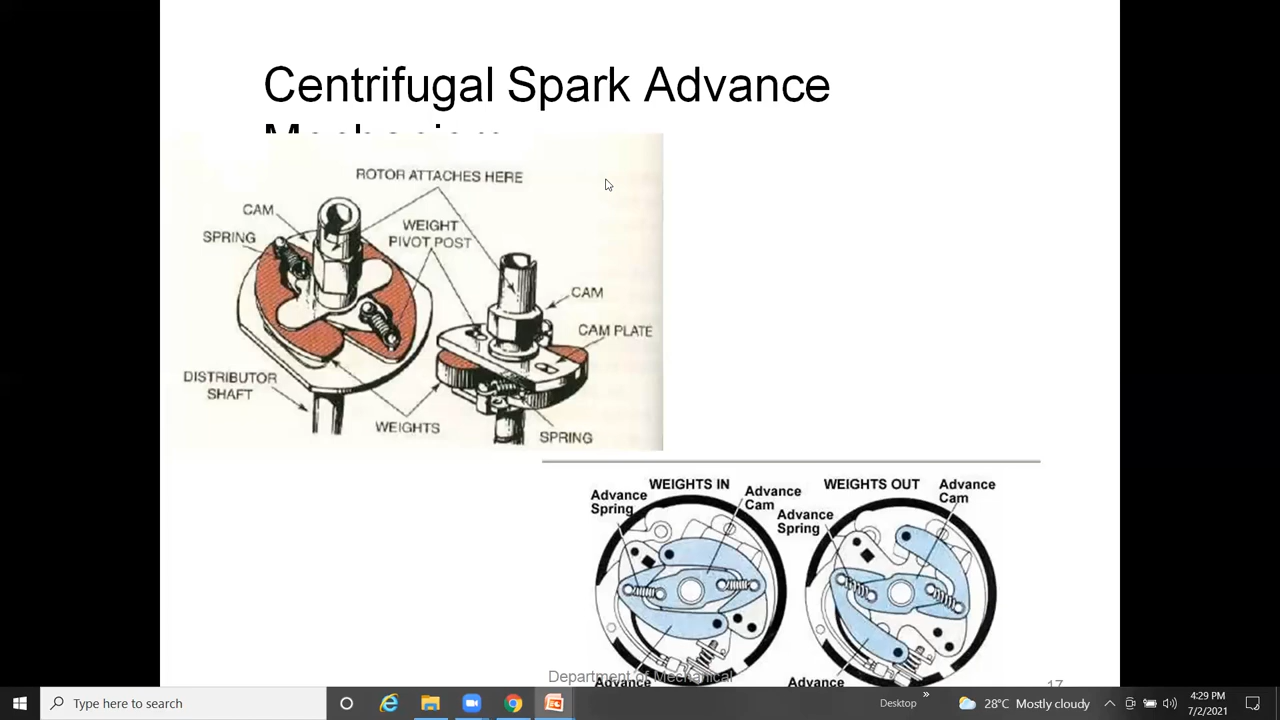 Centrifugal Spark Advance
Mechanism
ROTOR ATTACHES HERE
CAM
WEIGHT
PIVOT POST
SPRING
CAM
CAM PLATE
DISTRIBUTOR
SHAFT
WEIGHTS
SPRING
WEIGHTS IN
Advance
Spring
Advance
Cam
WEIGHTS OUT
Advance
Spring
Advance
Cam
Advance
Advance
Department of Mechanical
17
Type here to search
Desktop
28°C Mostly cloudy
4:29 PM
7/2/2021